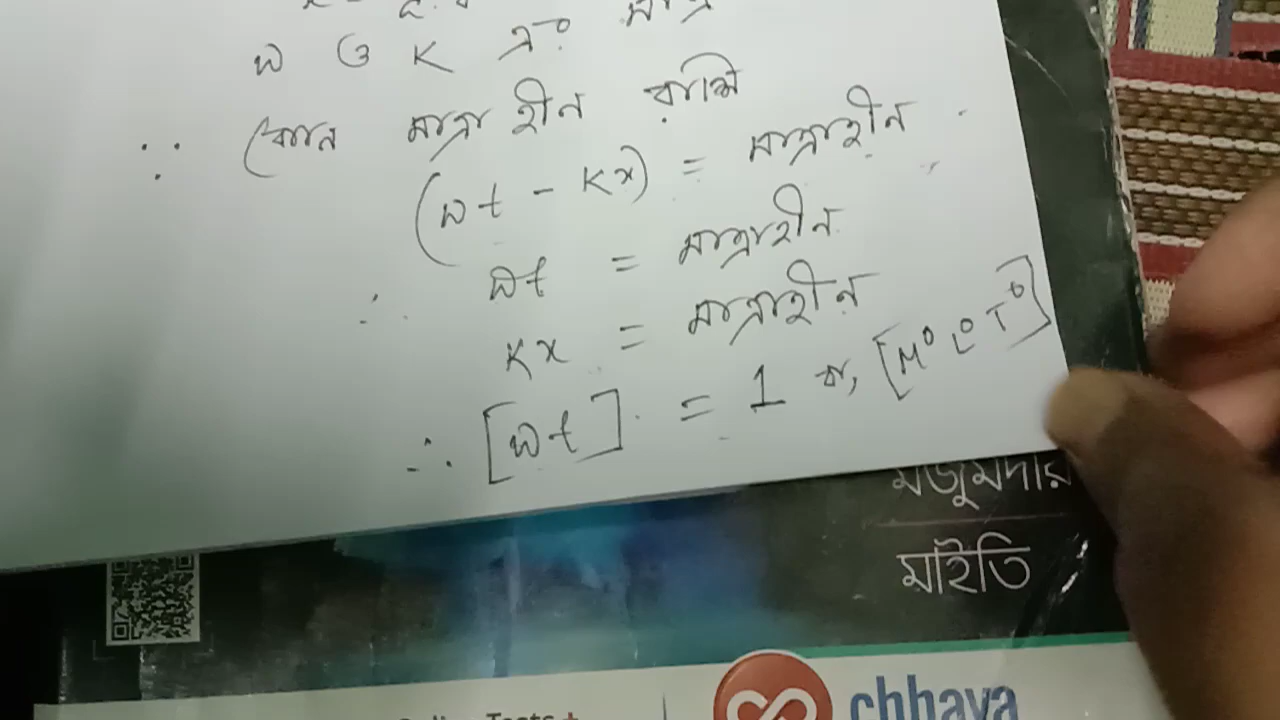 ω ও K এর
∴ কোন মাত্রাহীন রাশি
(ωt - Kx) = মাত্রাহীন
∴ ωt = মাত্রাহীন
Kx = মাত্রাহীন
∴ [ωt] = 1 বা, [M⁰L⁰T⁰]
মজুমদার
মাইতি
chhaya